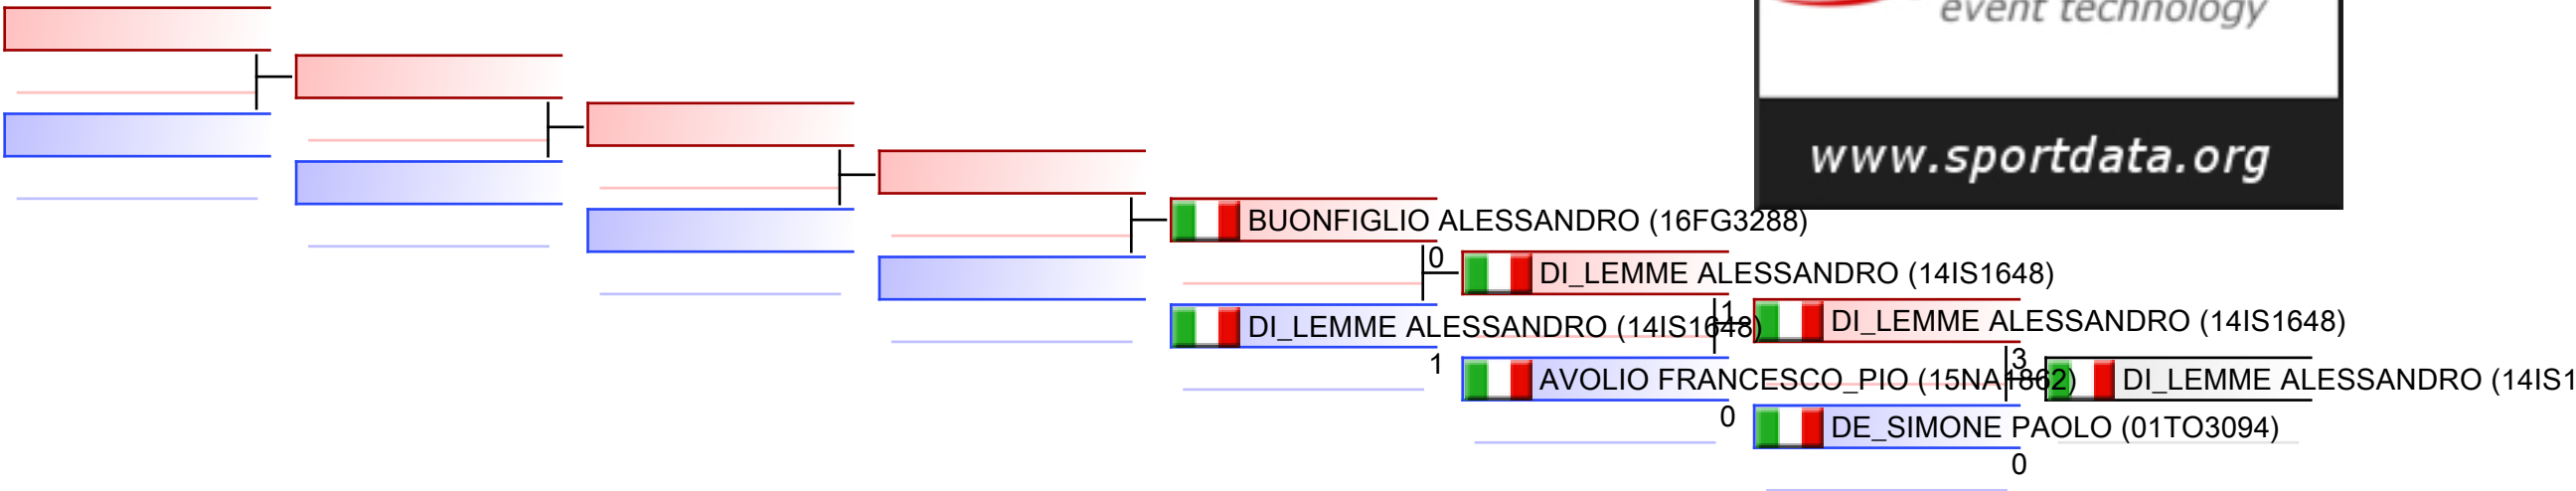 event technology
www.sportdata.org
BUONFIGLIO ALESSANDRO (16FG3288)
0
DI_LEMME ALESSANDRO (14IS1648)
1
DI_LEMME ALESSANDRO (14IS1648)
DI_LEMME ALESSANDRO (14IS1648)
3
1
AVOLIO FRANCESCO_PIO (15NA1862)
DI_LEMME ALESSANDRO (14IS1
0
DE_SIMONE PAOLO (01TO3094)
0